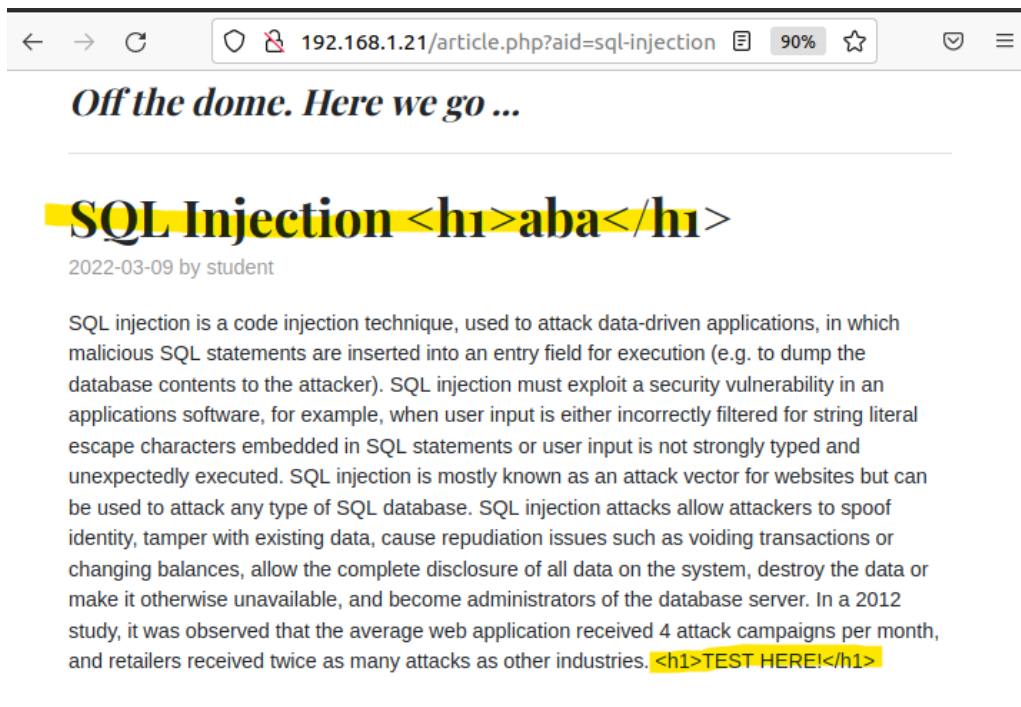 192.168.1.21/article.php?aid=sql-injection 90%
Off the dome. Here we go ...
SQL Injection <h1>aba</h1>
2022-03-09 by student
SQL injection is a code injection technique, used to attack data-driven applications, in which
malicious SQL statements are inserted into an entry field for execution (e.g. to dump the
database contents to the attacker). SQL injection must exploit a security vulnerability in an
applications software, for example, when user input is either incorrectly filtered for string literal
escape characters embedded in SQL statements or user input is not strongly typed and
unexpectedly executed. SQL injection is mostly known as an attack vector for websites but can
be used to attack any type of SQL database. SQL injection attacks allow attackers to spoof
identity, tamper with existing data, cause repudiation issues such as voiding transactions or
changing balances, allow the complete disclosure of all data on the system, destroy the data or
make it otherwise unavailable, and become administrators of the database server. In a 2012
study, it was observed that the average web application received 4 attack campaigns per month,
and retailers received twice as many attacks as other industries. <h1>TEST HERE!</h1>